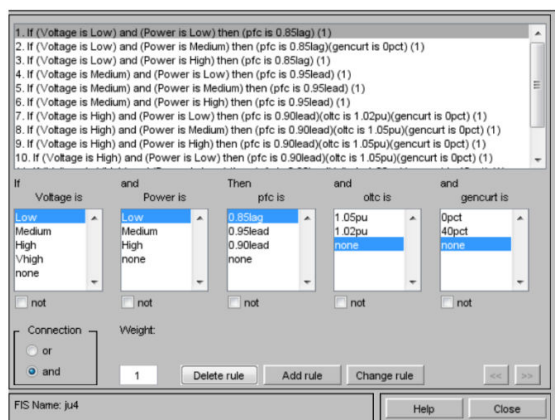 1. If (Voltage is Low) and (Power is Low) then (pfc is 0.85lag) (1)
2. If (Voltage is Low) and (Power is Medium) then (pfc is 0.85lag)(gencurt is 0pct) (1)
3. If (Voltage is Low) and (Power is High) then (pfc is 0.85lag) (1)
4. If (Voltage is Medium) and (Power is Low) then (pfc is 0.95lead) (1)
5. If (Voltage is Medium) and (Power is Medium) then (pfc is 0.95lead) (1)
6. If (Voltage is Medium) and (Power is High) then (pfc is 0.95lead) (1)
7. If (Voltage is High) and (Power is Low) then (pfc is 0.90lead)(oltc is 1.02pu)(gencurt is 0pct) (1)
8. If (Voltage is High) and (Power is Medium) then (pfc is 0.90lead)(oltc is 1.05pu)(gencurt is 0pct) (1)
9. If (Voltage is High) and (Power is High) then (pfc is 0.90lead)(oltc is 1.05pu)(gencurt is 0pct) (1)
10. If (Voltage is High) and (Power is Low) then (pfc is 0.90lead)(oltc is 1.05pu)(gencurt is 0pct) (1)
If and Then and and
Voltage is Power is pfc is oltc is gencurt is
Low Low 0.85lag 1.05pu 0pct
Medium Medium 0.95lead 1.02pu 40pct
High High 0.90lead none none
Vhigh none none
none
not not not not not
Connection Weight:
or
and 1 Delete rule Add rule Change rule << >>
FIS Name: ju4 Help Close